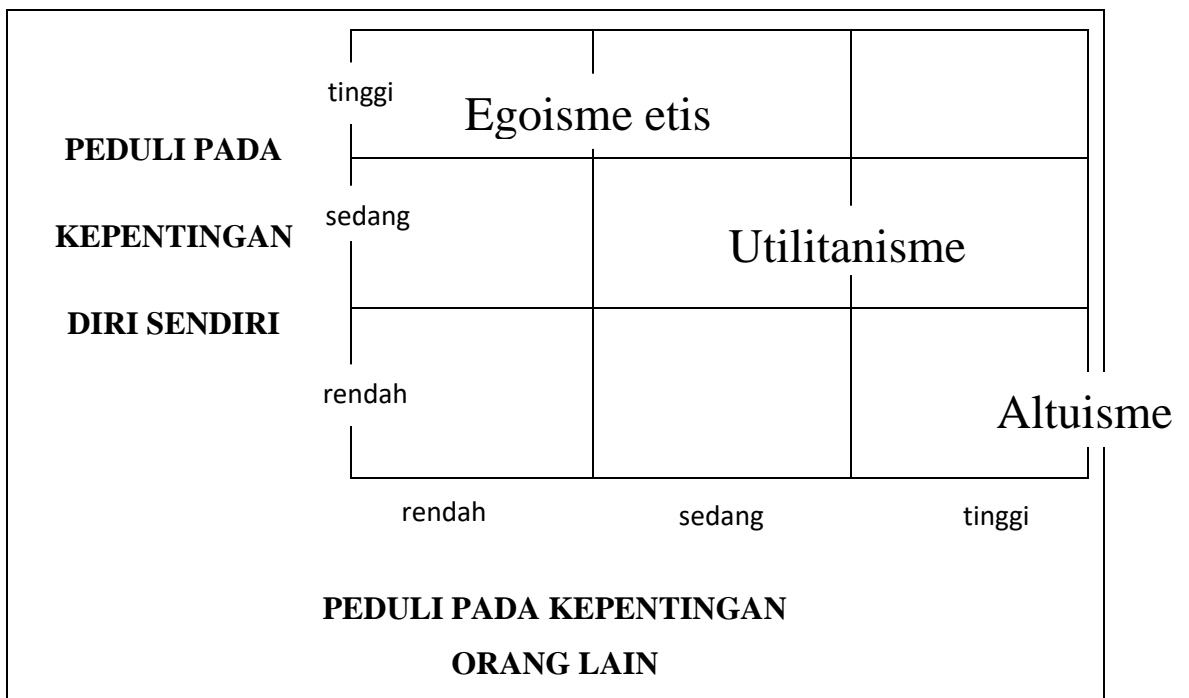 tinggi
Egoisme etis
PEDULI PADA
sedang
KEPENTINGAN
Utilitanisme
DIRI SENDIRI
rendah
Altuisme
rendah
sedang
tinggi
PEDULI PADA KEPENTINGAN
ORANG LAIN